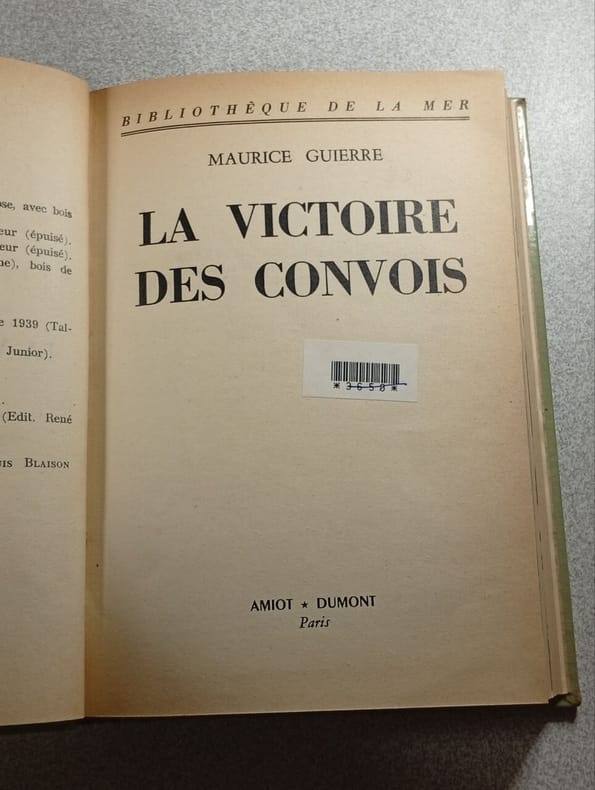 ose, avec bois
eur (épuisé).
eur (épuisé).
ne), bois de
e 1939 (Tal-
Junior).
.
(Edit. René
UIS BLAISON
BIBLIOTHÈQUE DE LA MER
MAURICE GUIERRE
LA VICTOIRE
DES CONVOIS
*3658*
AMIOT ★ DUMONT
Paris